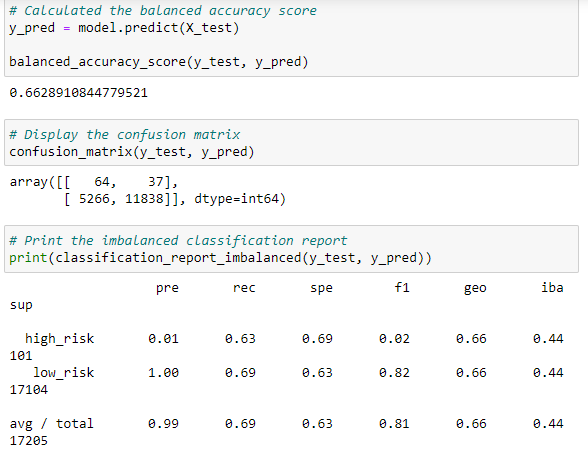 # Calculated the balanced accuracy score
y_pred = model.predict(X_test)
balanced_accuracy_score(y_test, y_pred)
0.6628910844779521
# Display the confusion matrix
confusion_matrix(y_test, y_pred)
array([[   64,    37],
       [ 5266, 11838]], dtype=int64)
# Print the imbalanced classification report
print(classification_report_imbalanced(y_test, y_pred))
                   pre       rec       spe        f1       geo       iba
sup
  high_risk       0.01      0.63      0.69      0.02      0.66      0.44
101
   low_risk       1.00      0.69      0.63      0.82      0.66      0.44
17104
avg / total       0.99      0.69      0.63      0.81      0.66      0.44
17205